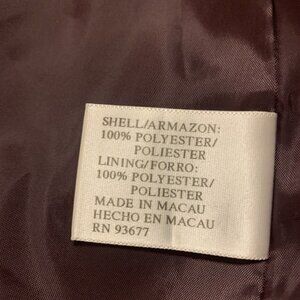 SHELL/ARMAZON:
100% POLYESTER/
POLIESTER
LINING/FORRO:
100% POLYESTER/
POLIESTER
MADE IN MACAU
HECHO EN MACAU
RN 93677